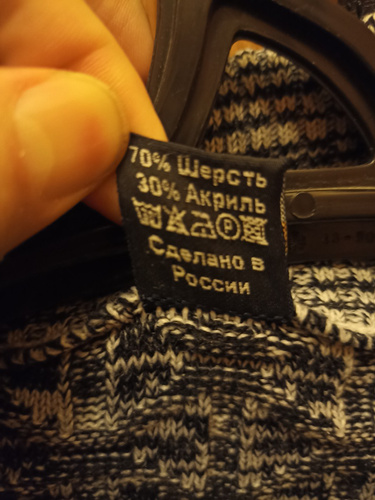 70% Шерсть
30% Акриль
P
Сделано в
России